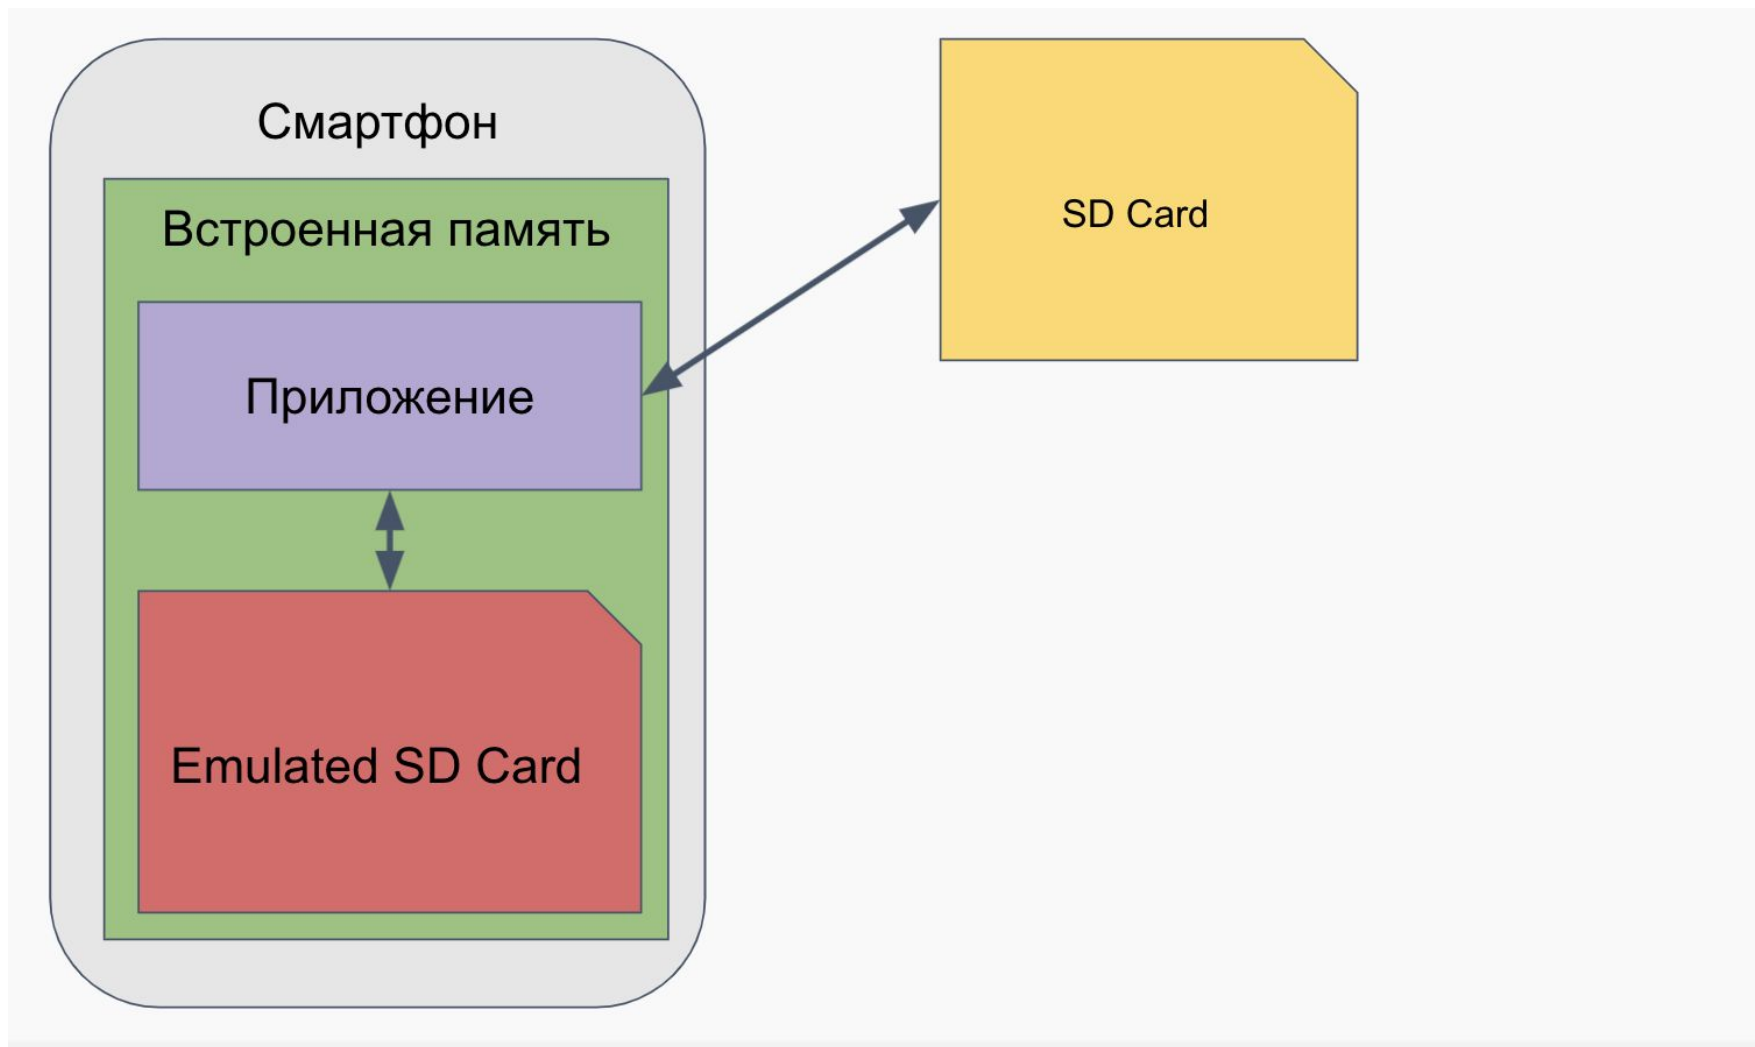 Смартфон
Встроенная память
SD Card
Приложение
Emulated SD Card